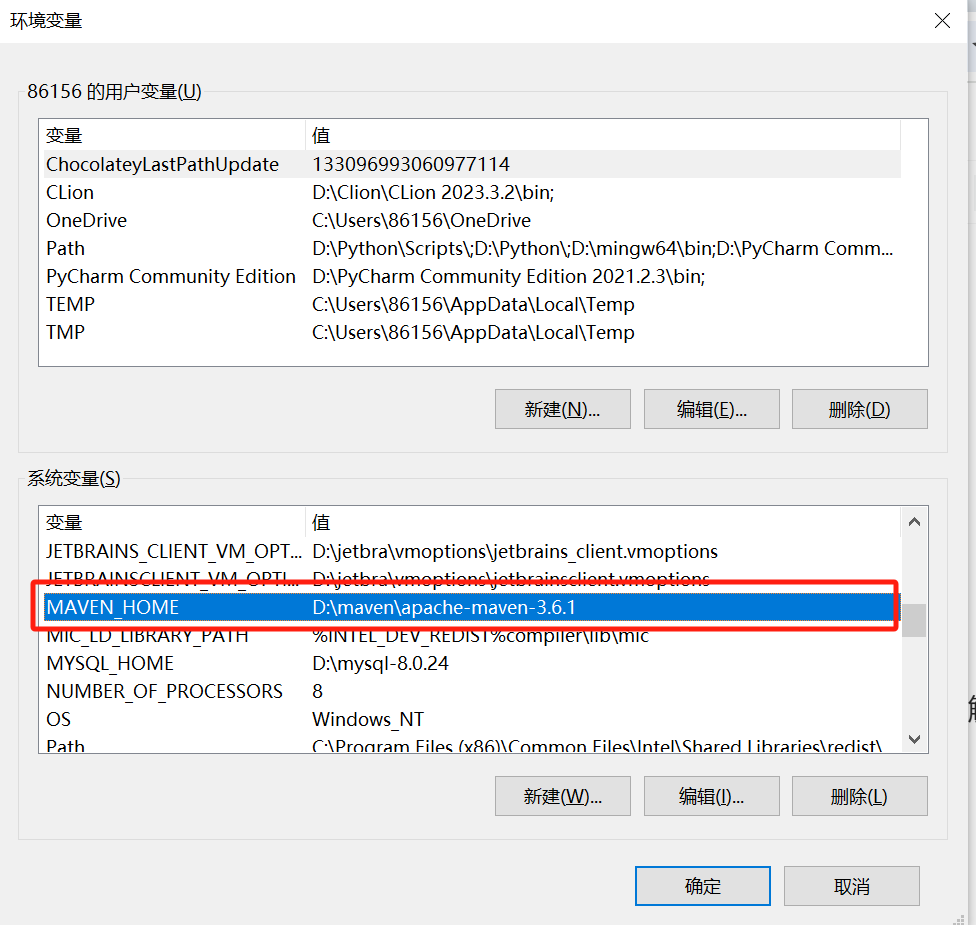 环境变量
86156 的用户变量(U)
变量 值
ChocolateyLastPathUpdate 133096993060977114
CLion D:\Clion\CLion 2023.3.2\bin;
OneDrive C:\Users\86156\OneDrive
Path D:\Python\Scripts\;D:\Python\;D:\mingw64\bin;D:\PyCharm Comm...
PyCharm Community Edition D:\PyCharm Community Edition 2021.2.3\bin;
TEMP C:\Users\86156\AppData\Local\Temp
TMP C:\Users\86156\AppData\Local\Temp
新建(N)... 编辑(E)... 删除(D)
系统变量(S)
变量 值
JETBRAINS_CLIENT_VM_OPT... D:\jetbra\vmoptions\jetbrains_client.vmoptions
JETBRAINSCLIENT_VM_OPTI... D:\jetbra\vmoptions\jetbrainsclient.vmoptions
MAVEN_HOME D:\maven\apache-maven-3.6.1
MIC_LD_LIBRARY_PATH %INTEL_DEV_REDIST%compiler\lib\mic
MYSQL_HOME D:\mysql-8.0.24
NUMBER_OF_PROCESSORS 8
OS Windows_NT
Path C:\Program Files (x86)\Common Files\Intel\Shared Libraries\redist\
新建(W)... 编辑(I)... 删除(L)
确定 取消